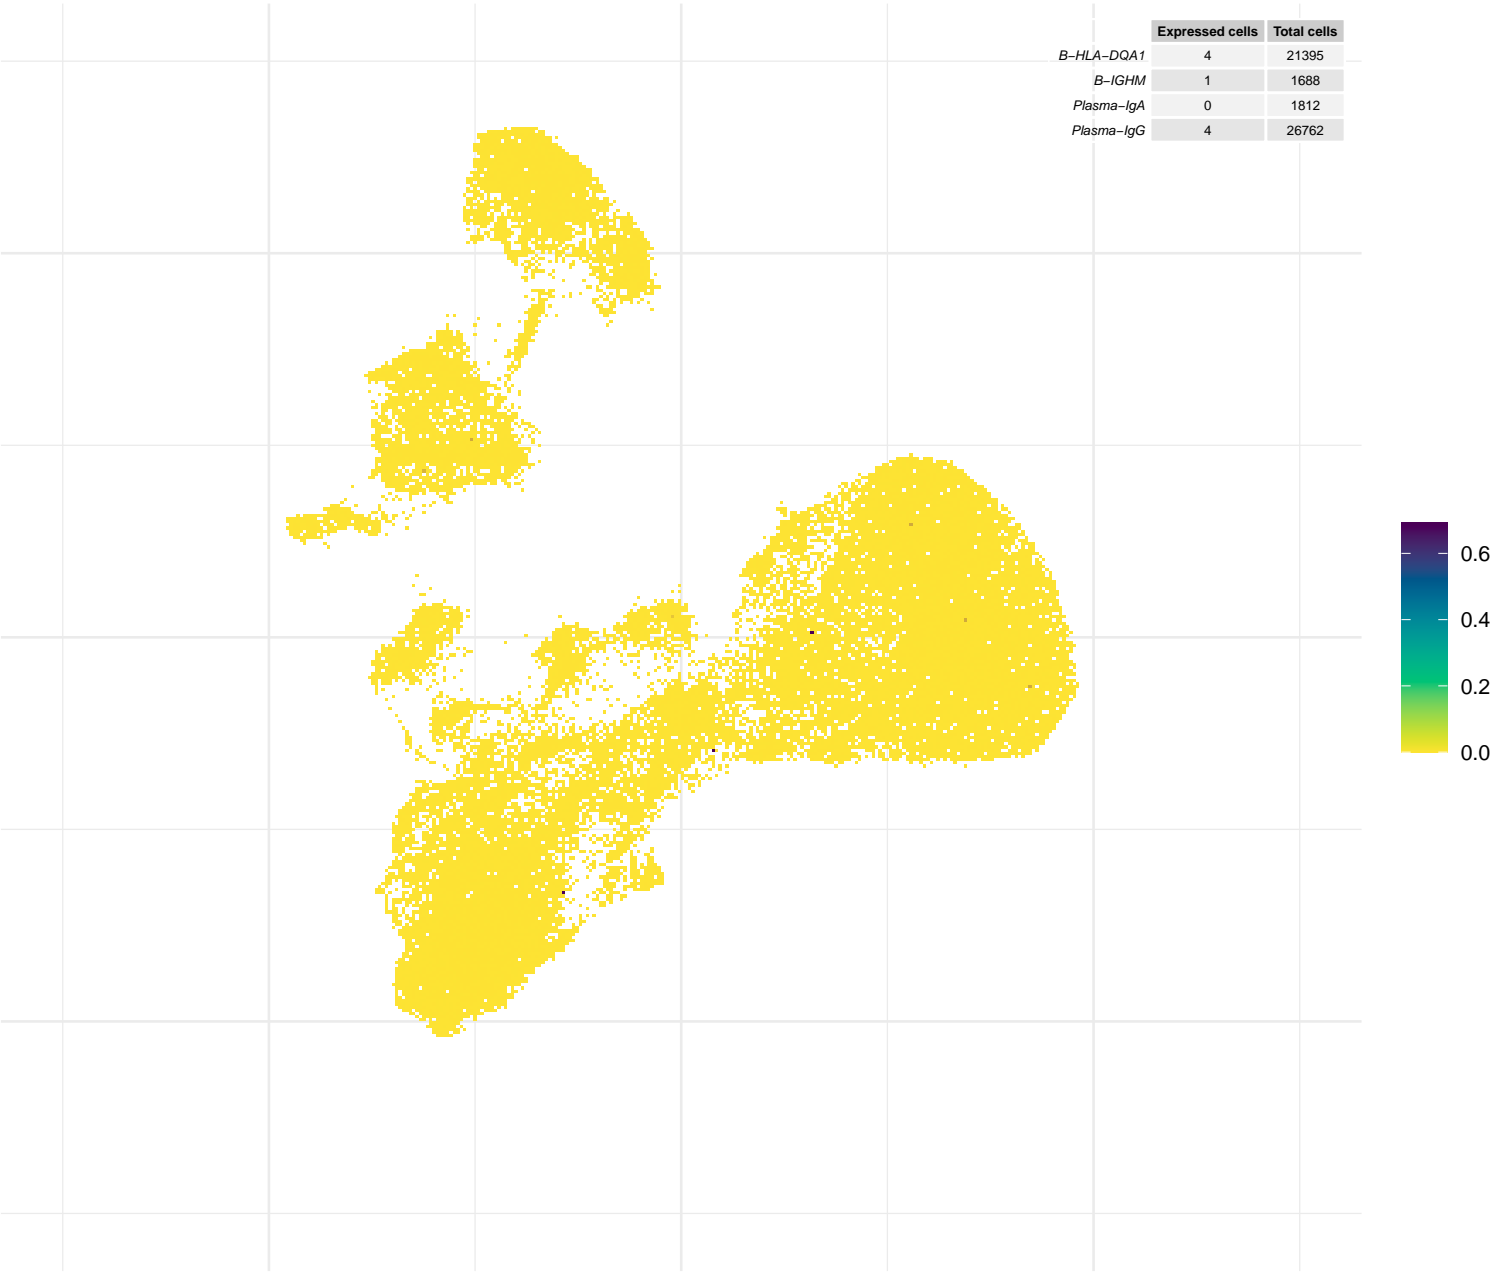 Expressed cells Total cells
B-HLA-DQA1 4 21395
B-IGHM 1 1688
Plasma-IgA 0 1812
Plasma-IgG 4 26762
0.6
0.4
0.2
0.0